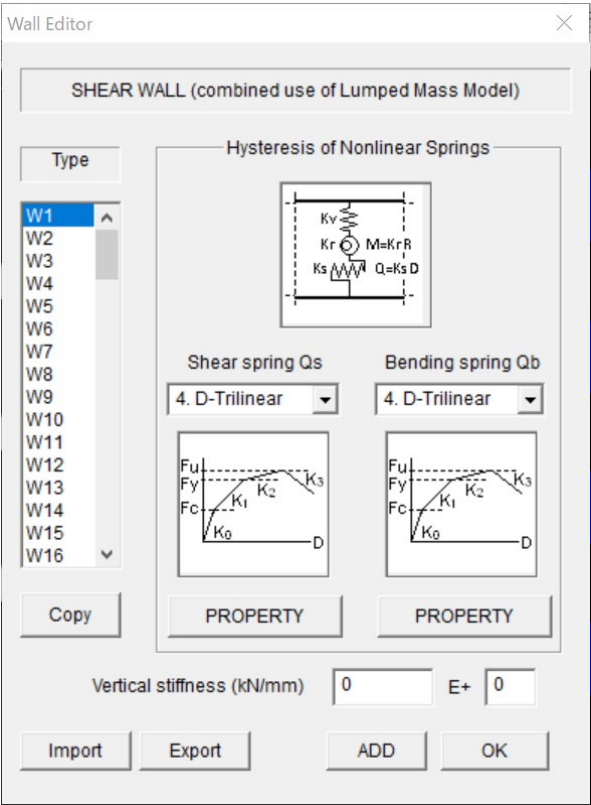 Wall Editor
SHEAR WALL (combined use of Lumped Mass Model)
Type
W1
W2
W3
W4
W5
W6
W7
W8
W9
W10
W11
W12
W13
W14
W15
W16
Copy
Hysteresis of Nonlinear Springs
Kv
Kr M=KrR
Ks Q=KsD
Shear spring Qs Bending spring Qb
4. D-Trilinear 4. D-Trilinear
Fu Fu
Fy K2 K3 Fy K2 K3
Fc K1 Fc K1
K0 D K0 D
PROPERTY PROPERTY
Vertical stiffness (kN/mm) 0 E+ 0
Import Export ADD OK